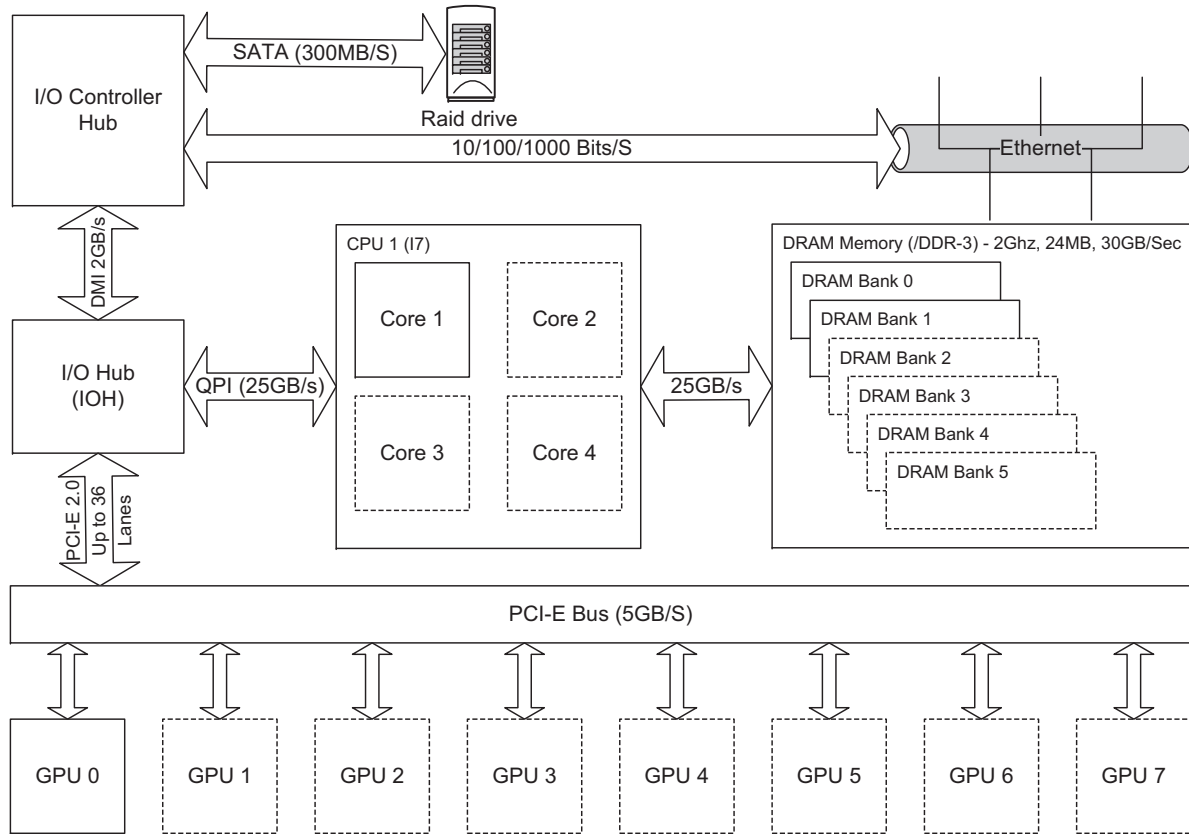 SATA (300MB/S)
I/O Controller
Hub
Raid drive
10/100/1000 Bits/S
Ethernet
DMI 2GB/s
CPU 1 (I7)
Core 1
Core 2
Core 3
Core 4
DRAM Memory (/DDR-3) - 2Ghz, 24MB, 30GB/Sec
DRAM Bank 0
DRAM Bank 1
DRAM Bank 2
DRAM Bank 3
DRAM Bank 4
DRAM Bank 5
I/O Hub
(IOH)
QPI (25GB/s)
25GB/s
PCI-E 2.0
Up to 36
Lanes
PCI-E Bus (5GB/S)
GPU 0
GPU 1
GPU 2
GPU 3
GPU 4
GPU 5
GPU 6
GPU 7